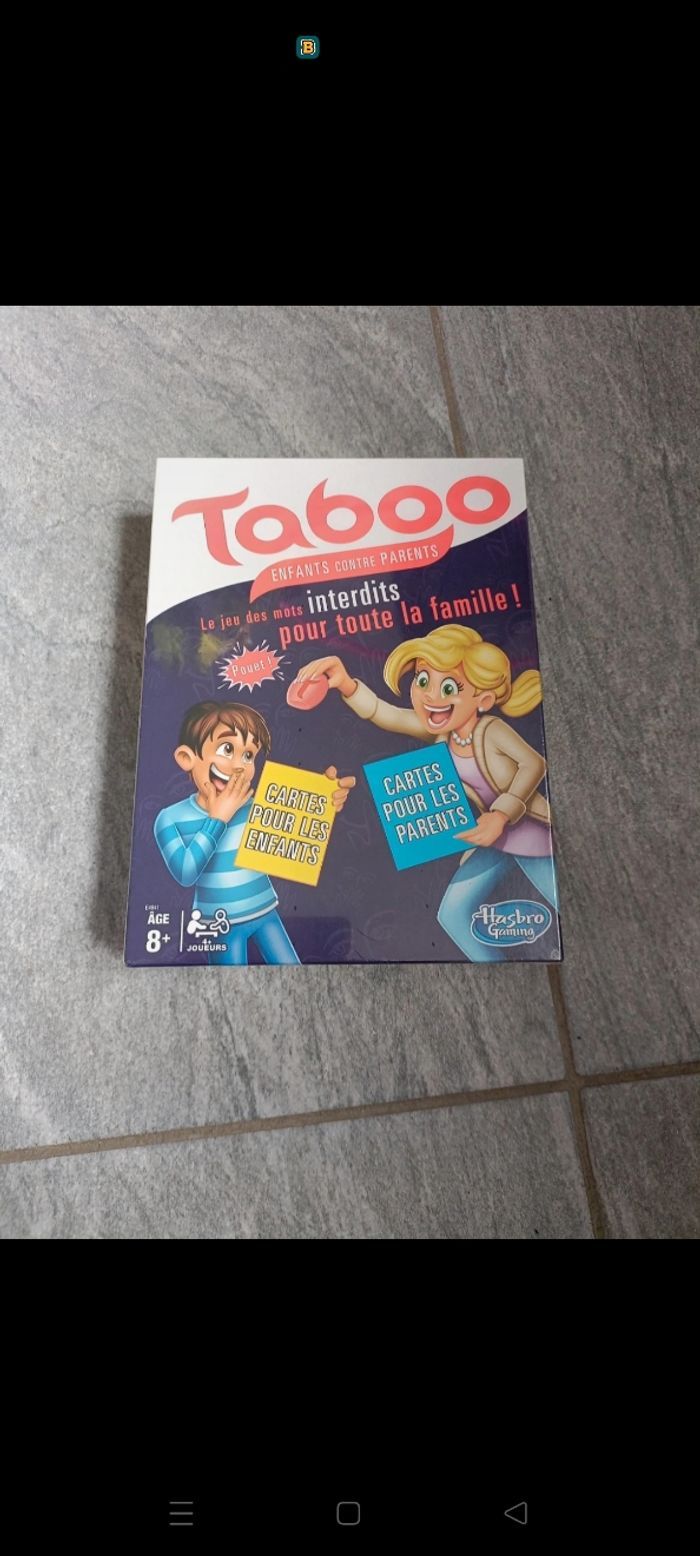 B
Taboo
ENFANTS CONTRE PARENTS
Le jeu des mots interdits
pour toute la famille !
Pouet !
CARTES
POUR LES
ENFANTS
CARTES
POUR LES
PARENTS
E4941
ÂGE
8+
4+
JOUEURS
Hasbro
Gaming